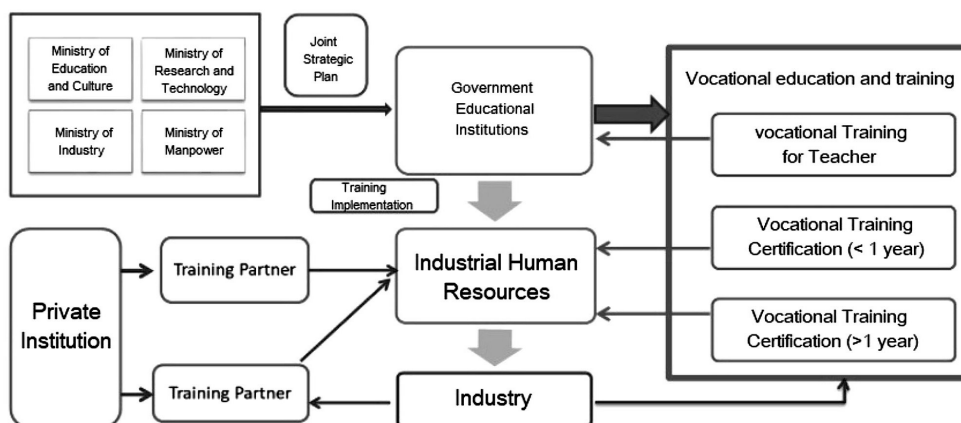 Ministry of
Education
and Culture
Ministry of
Research and
Technology
Ministry of
Industry
Ministry of
Manpower
Joint
Strategic
Plan
Government
Educational
Institutions
Vocational education and training
vocational Training
for Teacher
Training
Implementation
Vocational Training
Certification (< 1 year)
Private
Institution
Training Partner
Industrial Human
Resources
Vocational Training
Certification (>1 year)
Training Partner
Industry